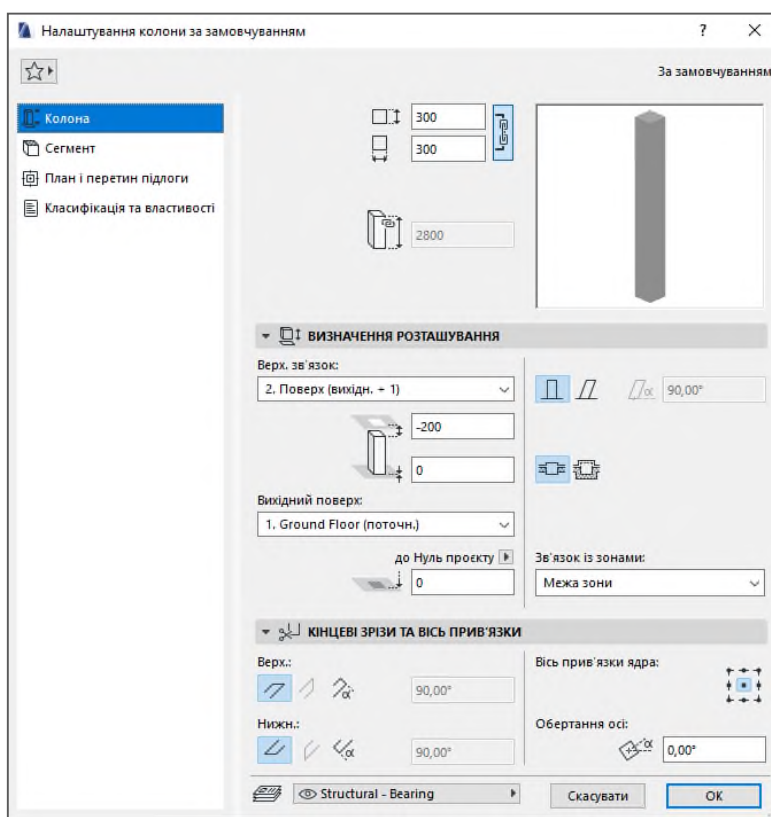 Налаштування колони за замовчуванням
?
За замовчуванням
Колона
Сегмент
План і перетин підлоги
Класифікація та властивості
300
300
2800
ВИЗНАЧЕННЯ РОЗТАШУВАННЯ
Верх. зв'язок:
2. Поверх (вихідн. + 1)
α 90,00°
-200
0
Вихідний поверх:
1. Ground Floor (поточн.)
до Нуль проєкту
Зв'язок із зонами:
0
Межа зони
КІНЦЕВІ ЗРІЗИ ТА ВІСЬ ПРИВ'ЯЗКИ
Верх.:
Вісь прив'язки ядра:
α 90,00°
Нижн.:
Обертання осі:
α 90,00°
α 0,00°
Structural - Bearing
Скасувати
ОК